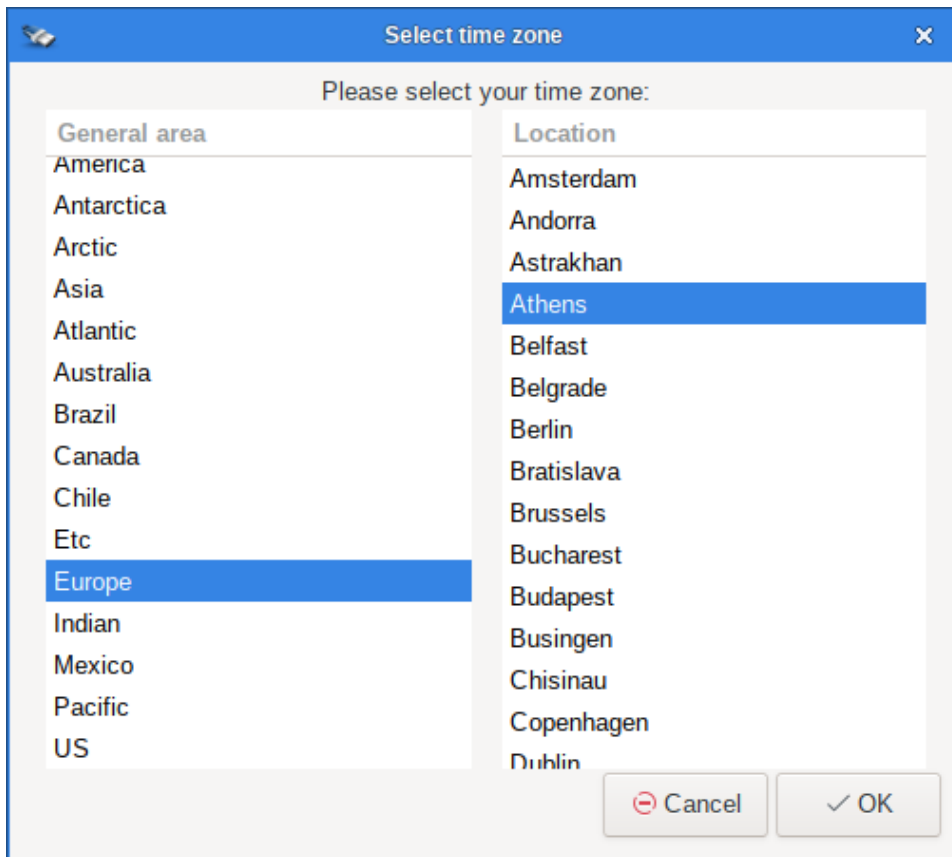 Select time zone
Please select your time zone:
General area
America
Antarctica
Arctic
Asia
Atlantic
Australia
Brazil
Canada
Chile
Etc
Europe
Indian
Mexico
Pacific
US
Location
Amsterdam
Andorra
Astrakhan
Athens
Belfast
Belgrade
Berlin
Bratislava
Brussels
Bucharest
Budapest
Busingen
Chisinau
Copenhagen
Dublin
Cancel
OK